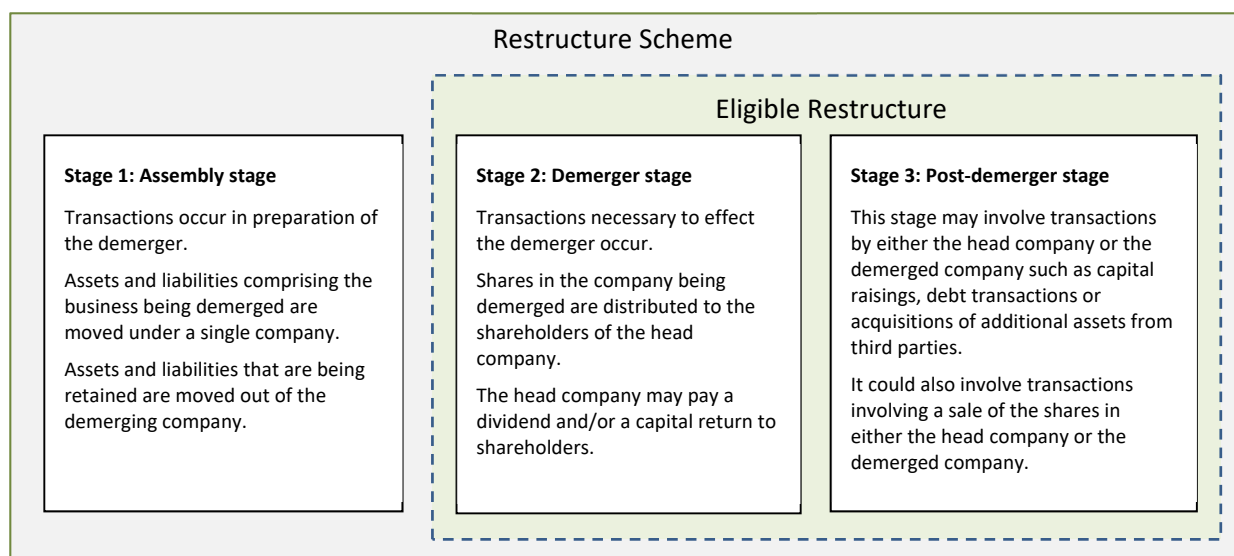 Restructure Scheme
Eligible Restructure
Stage 1: Assembly stage
Transactions occur in preparation of
the demerger.
Assets and liabilities comprising the
business being demerged are
moved under a single company.
Assets and liabilities that are being
retained are moved out of the
demerging company.
Stage 2: Demerger stage
Transactions necessary to effect
the demerger occur.
Shares in the company being
demerged are distributed to the
shareholders of the head
company.
The head company may pay a
dividend and/or a capital return to
shareholders.
Stage 3: Post-demerger stage
This stage may involve transactions
by either the head company or the
demerged company such as capital
raisings, debt transactions or
acquisitions of additional assets from
third parties.
It could also involve transactions
involving a sale of the shares in
either the head company or the
demerged company.